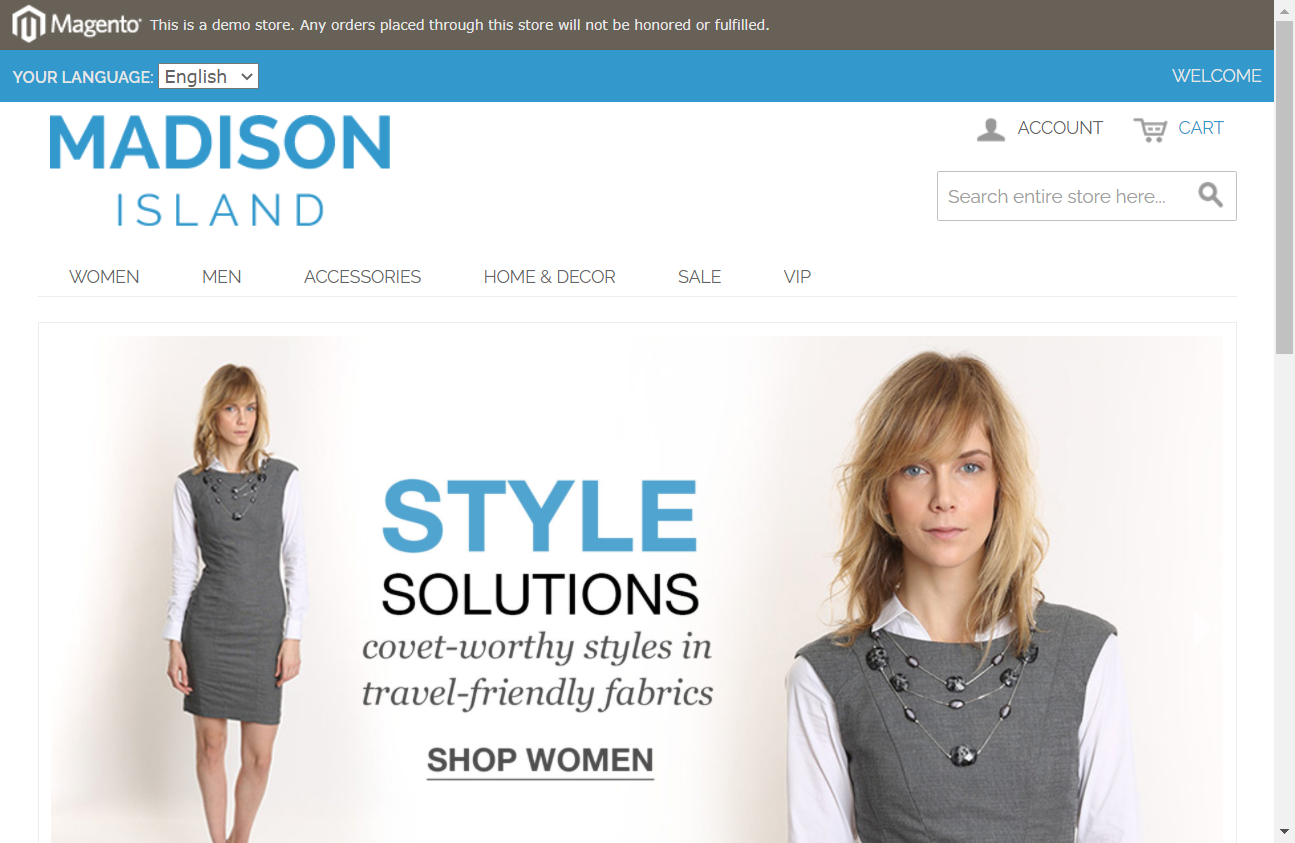 Magento This is a demo store. Any orders placed through this store will not be honored or fulfilled.
YOUR LANGUAGE: English WELCOME
MADISON
ISLAND
ACCOUNT CART
Search entire store here...
WOMEN MEN ACCESSORIES HOME & DECOR SALE VIP
STYLE
SOLUTIONS
covet-worthy styles in
travel-friendly fabrics
SHOP WOMEN